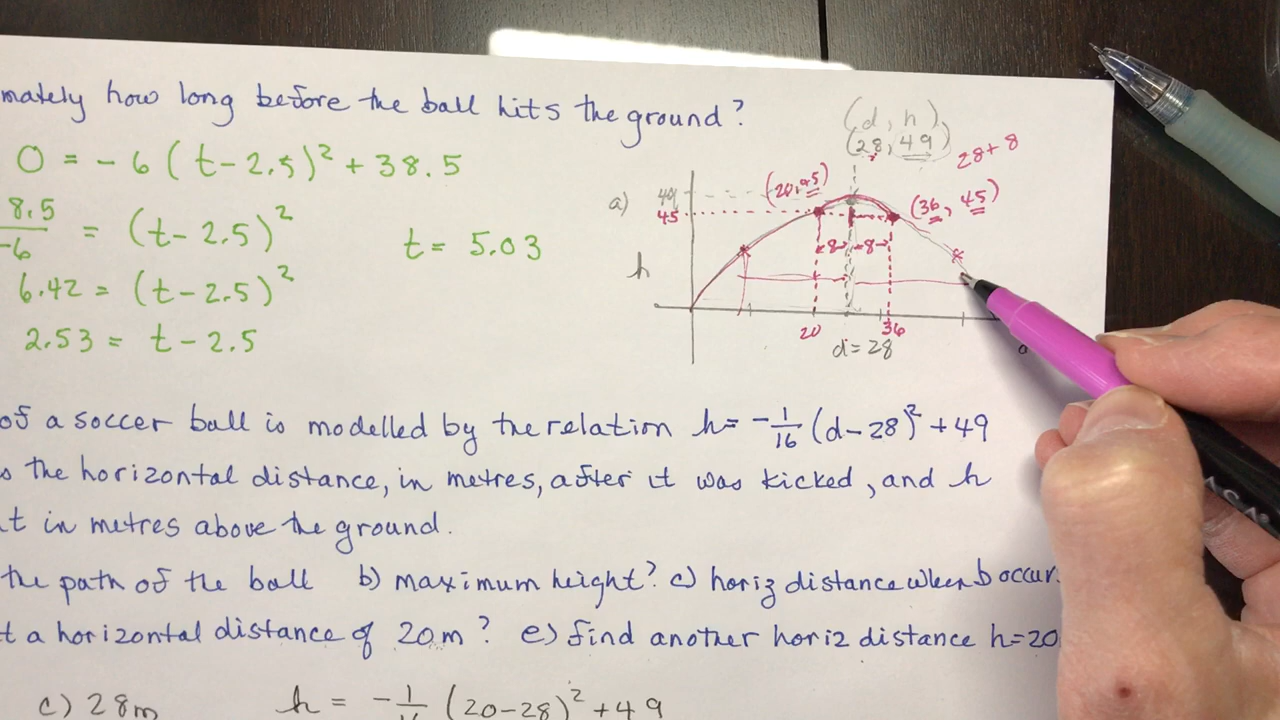 how long before the ball hits the ground?
0 = -6 (t-2.5)² + 38.5
8.5/-6 = (t-2.5)²
6.42 = (t-2.5)²
2.53 = t-2.5
t = 5.03
a)
(d, h)
(28, 49)
28+8
49
45
(20, 45)
(36, 45)
h
8 8
20 36
d=28
of a soccer ball is modelled by the relation h= -1/16 (d-28)² +49
the horizontal distance, in metres, after it was kicked, and h
in metres above the ground.
the path of the ball b) maximum height? c) horiz distance when b occur
a horizontal distance of 20m? e) find another horiz distance h=20
c) 28m h = -1/16 (20-28)² +49